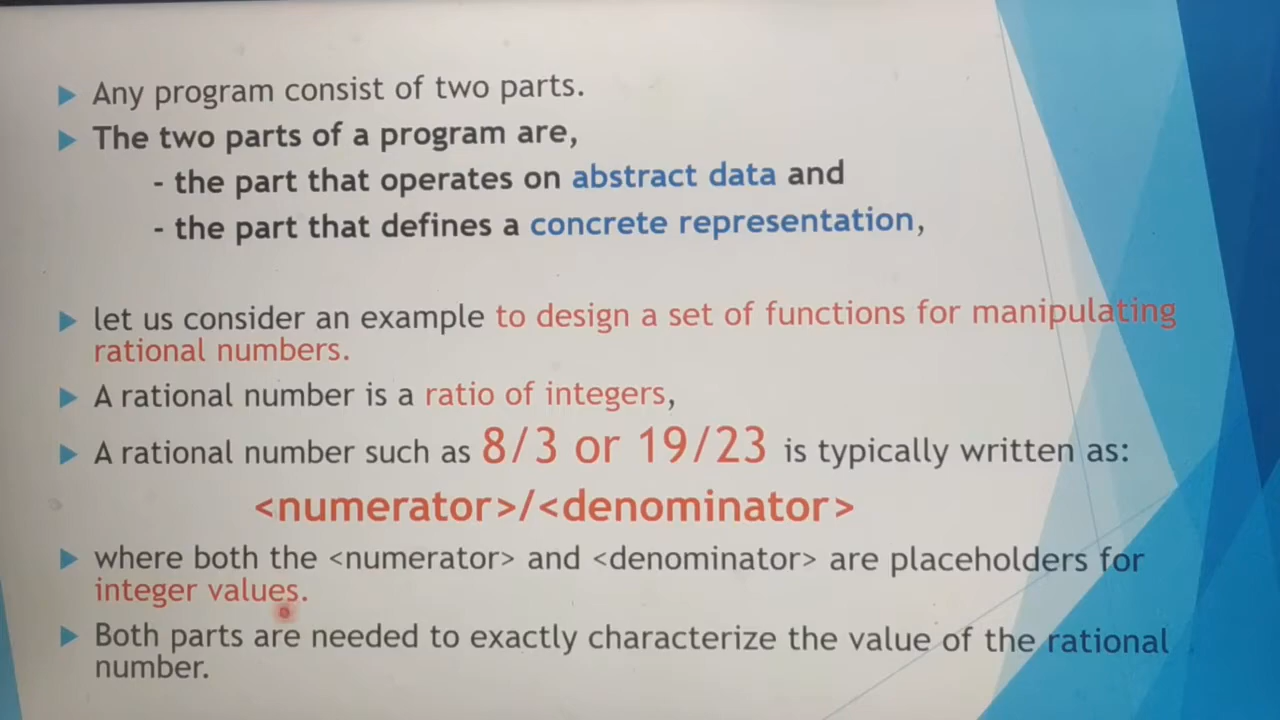 Any program consist of two parts.
The two parts of a program are,
- the part that operates on abstract data and
- the part that defines a concrete representation,
let us consider an example to design a set of functions for manipulating
rational numbers.
A rational number is a ratio of integers,
A rational number such as 8/3 or 19/23 is typically written as:
<numerator>/<denominator>
where both the <numerator> and <denominator> are placeholders for
integer values.
Both parts are needed to exactly characterize the value of the rational
number.